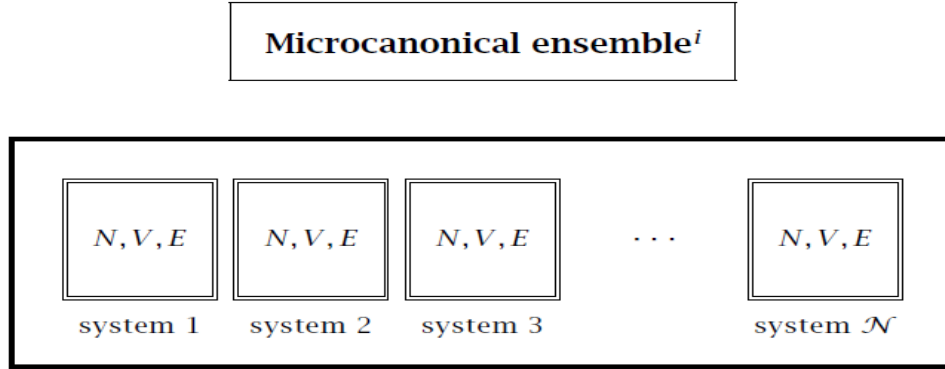 Microcanonical ensemble^i
N, V, E N, V, E N, V, E ··· N, V, E
system 1 system 2 system 3 system 𝒩